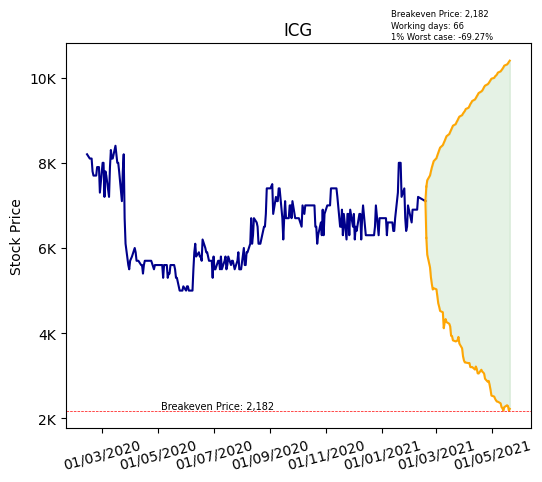 Breakeven Price: 2,182
Working days: 66
1% Worst case: -69.27%
ICG
Stock Price
10K
8K
6K
4K
2K
Breakeven Price: 2,182
01/03/2020
01/05/2020
01/07/2020
01/09/2020
01/11/2020
01/01/2021
01/03/2021
01/05/2021